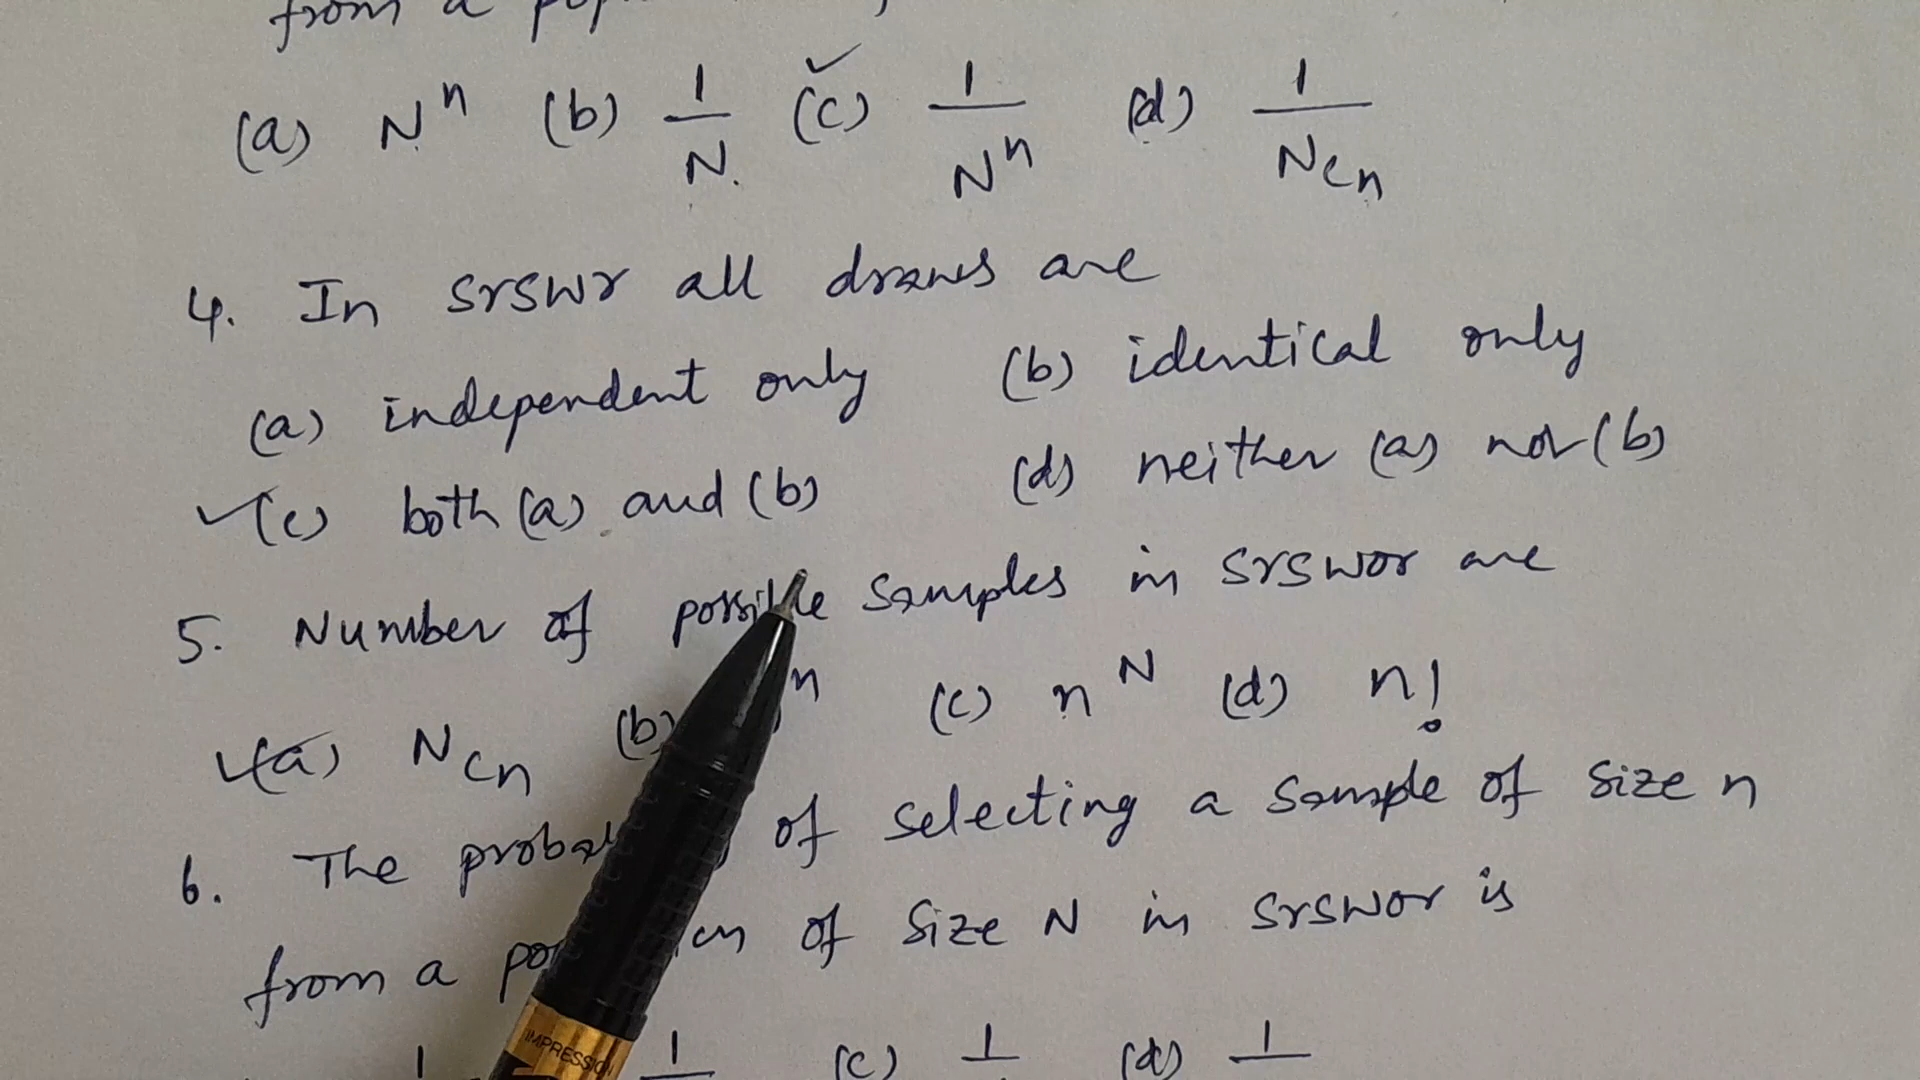 from a
(a) N^n (b) 1/N. (c) 1/N^n (d) 1/Ncn
4. In srswr all draws are
(a) independent only (b) identical only
(c) both (a) and (b) (d) neither (a) nor (b)
5. Number of possible samples in srswor are
(a) Ncn (b) n (c) n^N (d) n!
6. The of selecting a sample of size n
from a of size N in srswor is
1 1 (c) 1 (d) 1
IMPRESSION